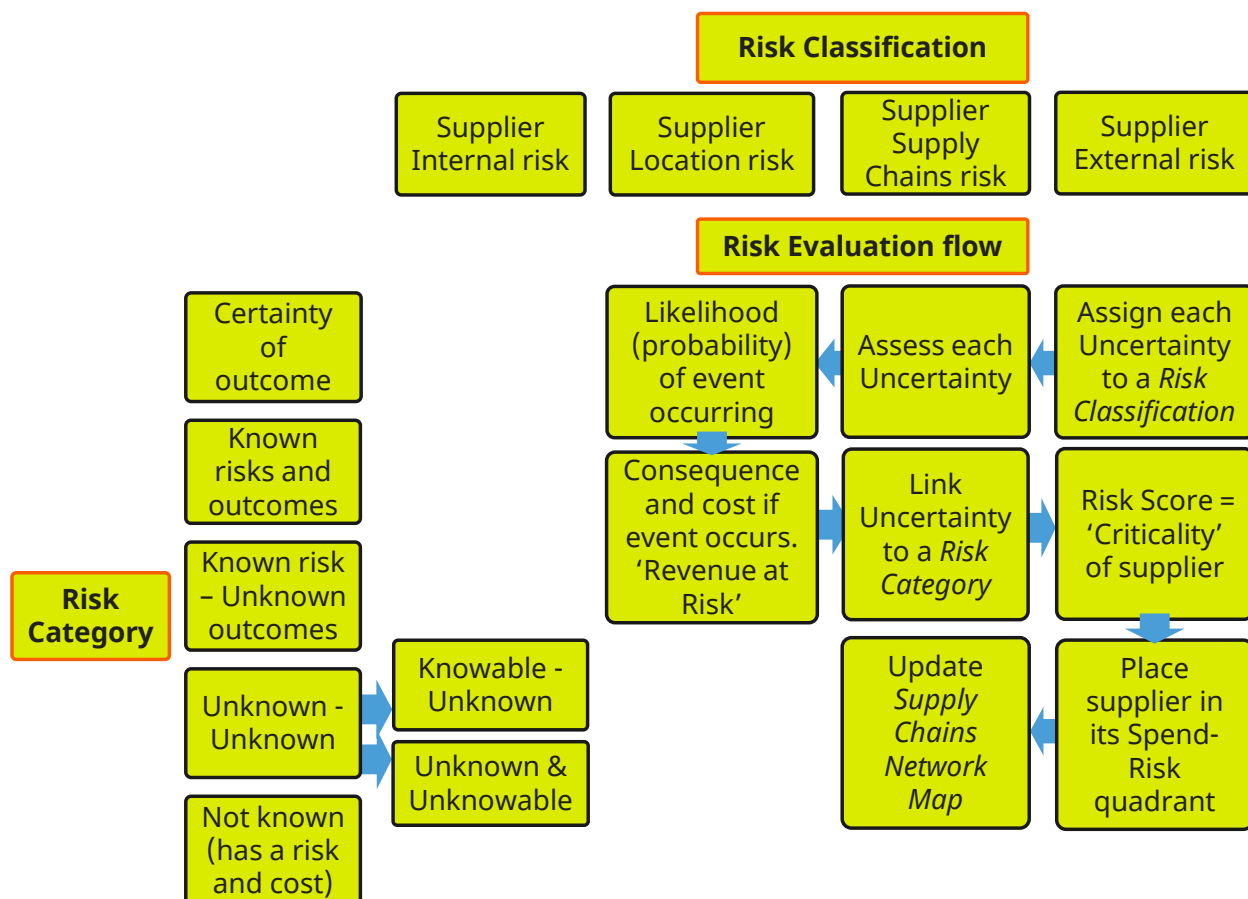 Risk Classification
Supplier
Internal risk
Supplier
Location risk
Supplier
Supply
Chains risk
Supplier
External risk
Risk Evaluation flow
Certainty
of
outcome
Known
risks and
outcomes
Known risk
– Unknown
outcomes
Risk
Category
Unknown -
Unknown
Knowable -
Unknown
Unknown &
Unknowable
Not known
(has a risk
and cost)
Likelihood
(probability)
of event
occurring
Assess each
Uncertainty
Assign each
Uncertainty
to a Risk
Classification
Consequence
and cost if
event occurs.
‘Revenue at
Risk’
Link
Uncertainty
to a Risk
Category
Risk Score =
‘Criticality’
of supplier
Update
Supply
Chains
Network
Map
Place
supplier in
its Spend-
Risk
quadrant